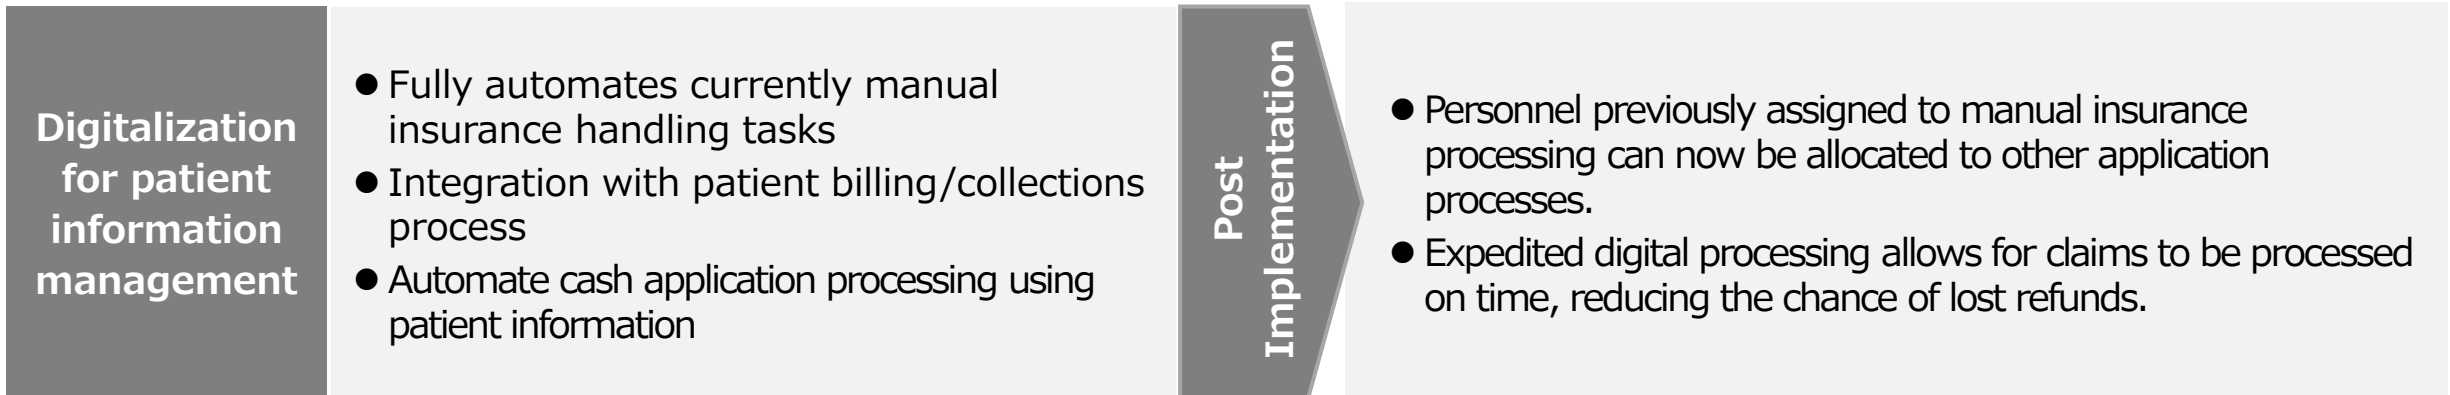 Digitalization
for patient
information
management
● Fully automates currently manual
insurance handling tasks
● Integration with patient billing/collections
process
● Automate cash application processing using
patient information
Post
Implementation
● Personnel previously assigned to manual insurance
processing can now be allocated to other application
processes.
● Expedited digital processing allows for claims to be processed
on time, reducing the chance of lost refunds.